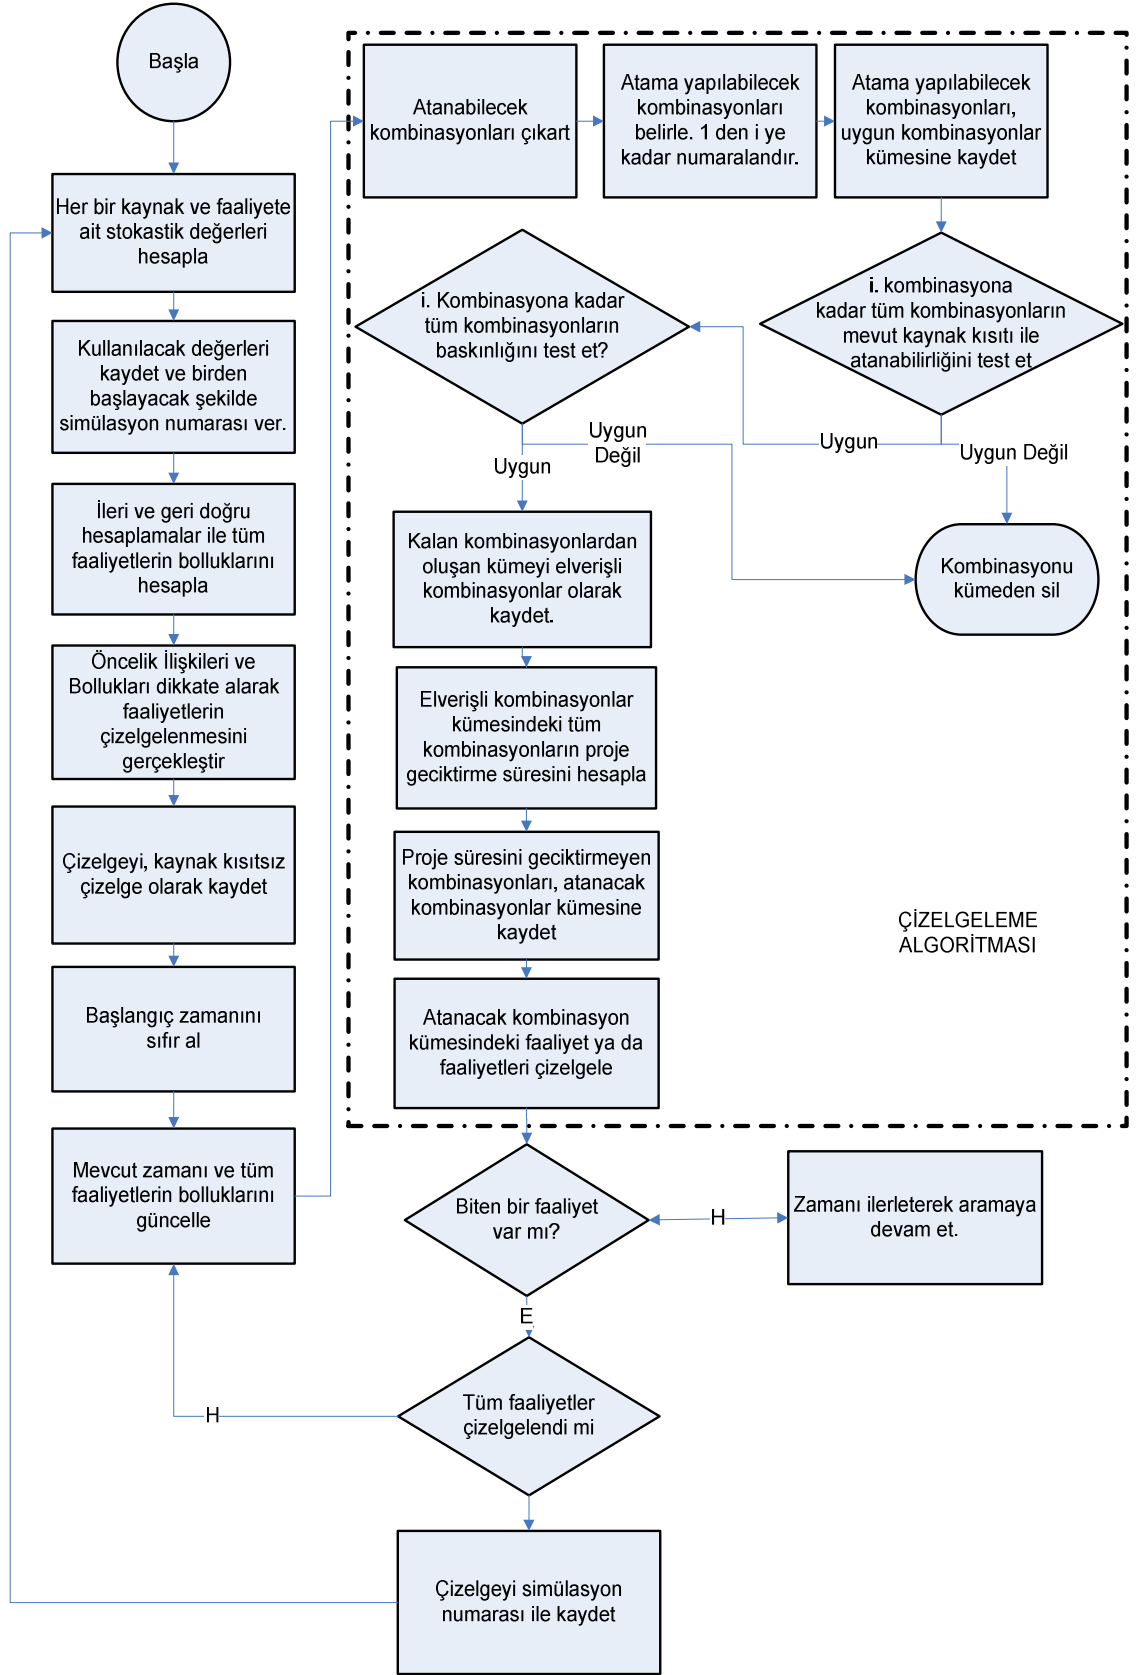 Başla
Her bir kaynak ve faaliyete
ait stokastik değerleri
hesapla
Kullanılacak değerleri
kaydet ve birden
başlayacak şekilde
simülasyon numarası ver.
İleri ve geri doğru
hesaplamalar ile tüm
faaliyetlerin bolluklarını
hesapla
Öncelik İlişkileri ve
Bollukları dikkate alarak
faaliyetlerin
çizelgelenmesini
gerçekleştir
Çizelgeyi, kaynak kısıtsız
çizelge olarak kaydet
Başlangıç zamanını
sıfır al
Mevcut zamanı ve tüm
faaliyetlerin bolluklarını
güncelle
Atanabilecek
kombinasyonları çıkart
Atama yapılabilecek
kombinasyonları
belirle. 1 den i ye
kadar numaralandır.
Atama yapılabilecek
kombinasyonları,
uygun kombinasyonlar
kümesine kaydet
i. kombinasyona
kadar tüm kombinasyonların
mevut kaynak kısıtı ile
atanabilirliğini test et
i. Kombinasyona kadar
tüm kombinasyonların
baskınlığını test et?
Uygun
Uygun Değil
Uygun
Değil
Uygun
Kombinasyonu
kümeden sil
Kalan kombinasyonlardan
oluşan kümeyi elverişli
kombinasyonlar olarak
kaydet.
Elverişli kombinasyonlar
kümesindeki tüm
kombinasyonların proje
geciktirme süresini hesapla
Proje süresini geciktirmeyen
kombinasyonları, atanacak
kombinasyonlar kümesine
kaydet
Atanacak kombinasyon
kümesindeki faaliyet ya da
faaliyetleri çizelgele
ÇİZELGELEME
ALGORİTMASI
Biten bir faaliyet
var mı?
H
Zamanı ilerleterek aramaya
devam et.
E
Tüm faaliyetler
çizelgelendi mi
H
Çizelgeyi simülasyon
numarası ile kaydet